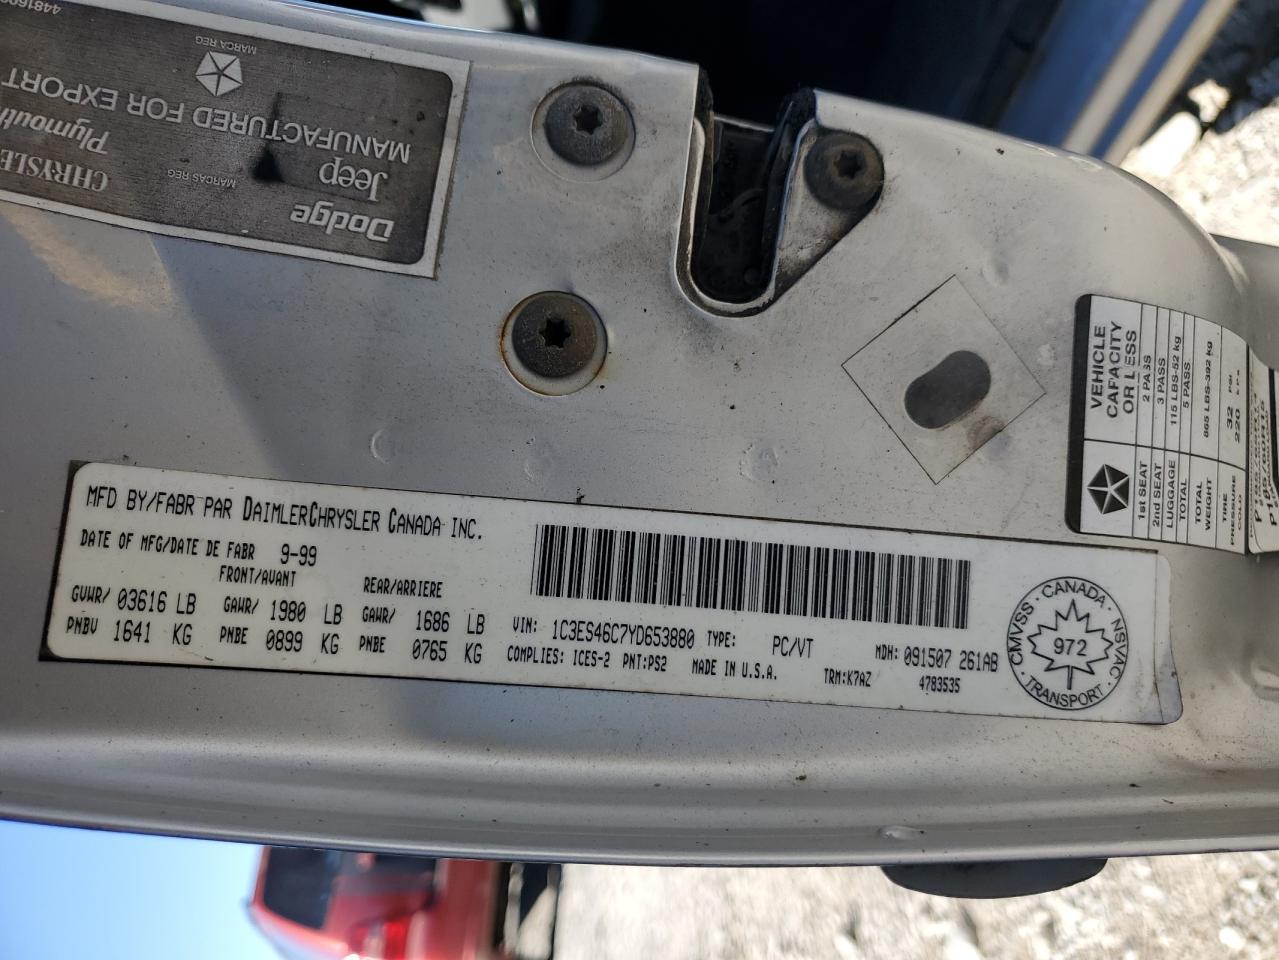 MFD BY/FABR PAR DAIMLERCHRYSLER CANADA INC.
DATE OF MFG/DATE DE FABR 9-99
FRONT/AVANT REAR/ARRIERE
GVWR/ 03616 LB GAWR/ 1980 LB GAWR/ 1686 LB
PNBV 1641 KG PNBE 0899 KG PNBE 0765 KG
VIN: 1C3ES46C7YD653880 TYPE: PC/VT MDH: 091507 261AB
COMPLIES: ICES-2 PNT:PS2 MADE IN U.S.A. TRM:K7AZ 4783535
CANADA
CMVSS · NSVAC
972
TRANSPORT
VEHICLE
CAPACITY
OR LESS
1st SEAT 2 PASS
2nd SEAT 3 PASS
LUGGAGE 115 LBS-52 kg
TOTAL 5 PASS
TOTAL
WEIGHT 865 LBS-392 kg
TIRE
PRESSURE
COLD
32 PSI
220 kPa
Dodge
Jeep
MARCAS REG
MANUFACTURED FOR EXPORT
MARCA REG
Plymouth